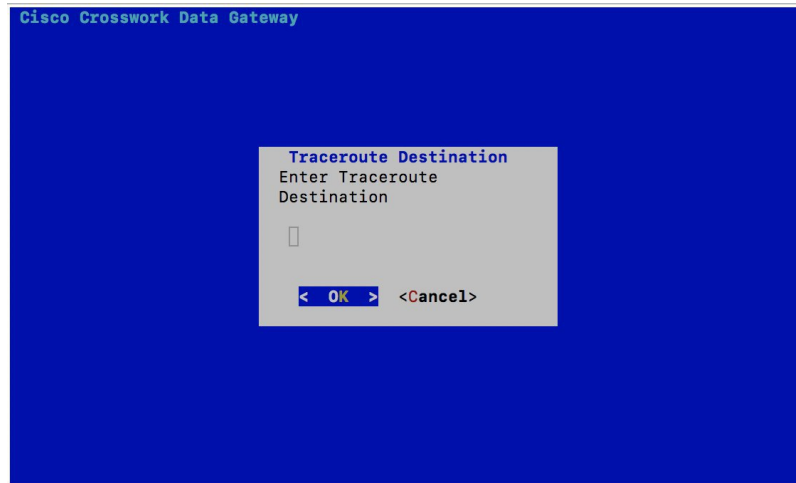 Cisco Crosswork Data Gateway
Traceroute Destination
Enter Traceroute
Destination
< OK > <Cancel>